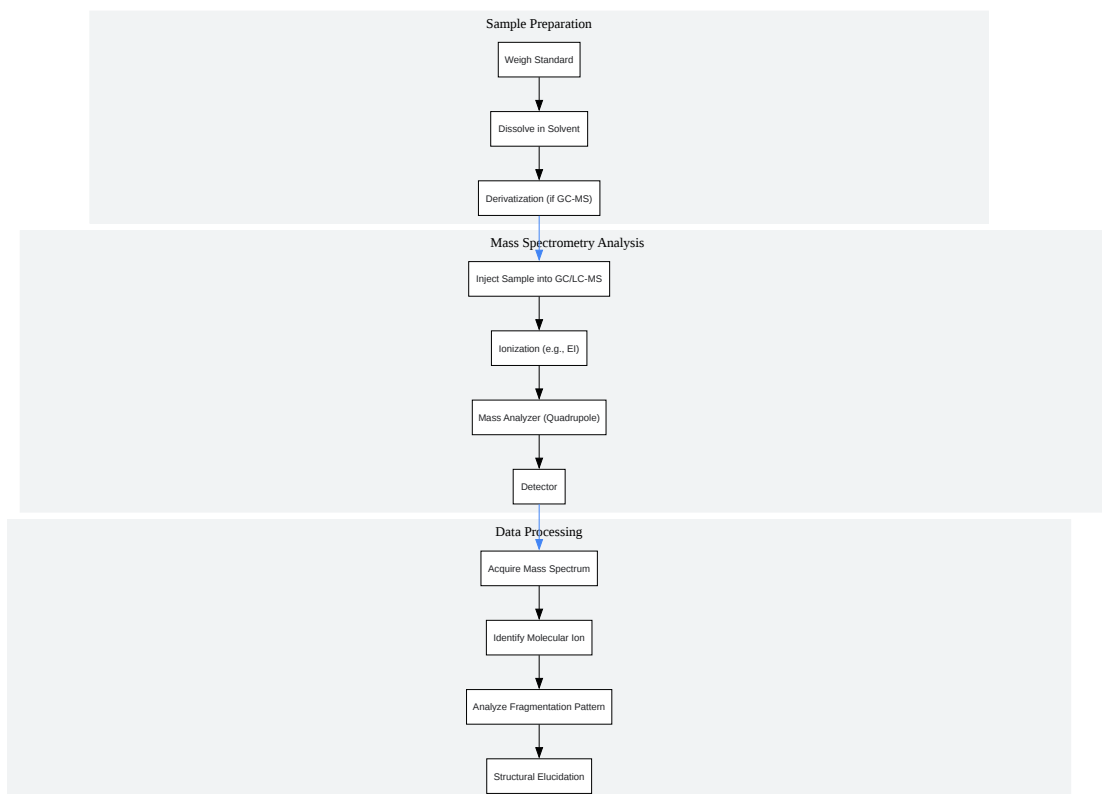 Sample Preparation
Weigh Standard
Dissolve in Solvent
Derivatization (if GC-MS)
Mass Spectrometry Analysis
Inject Sample into GC/LC-MS
Ionization (e.g., EI)
Mass Analyzer (Quadrupole)
Detector
Data Processing
Acquire Mass Spectrum
Identify Molecular Ion
Analyze Fragmentation Pattern
Structural Elucidation